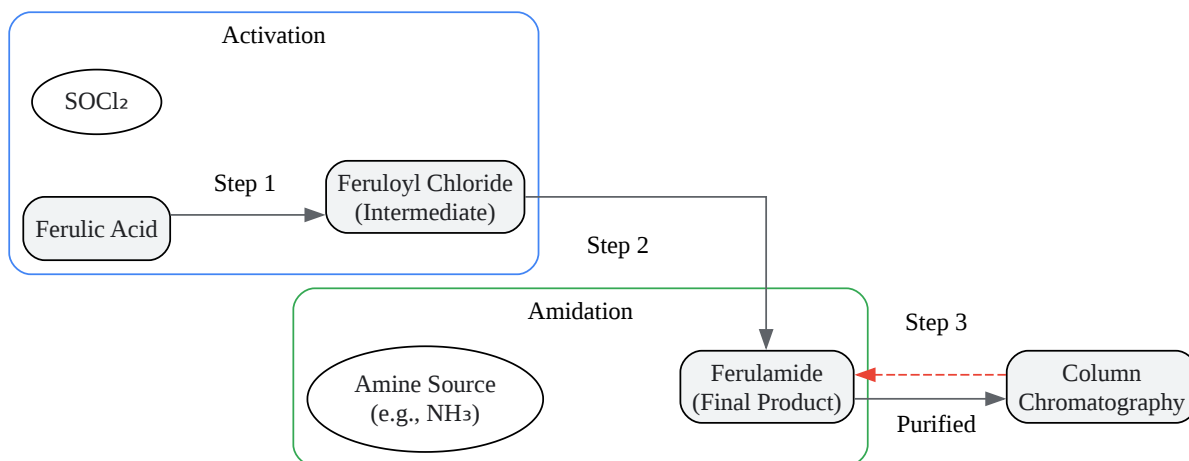 Activation
SOCl₂
Step 1
Ferulic Acid
Feruloyl Chloride
(Intermediate)
Step 2
Amidation
Amine Source
(e.g., NH₃)
Ferulamide
(Final Product)
Step 3
Purified
Column
Chromatography